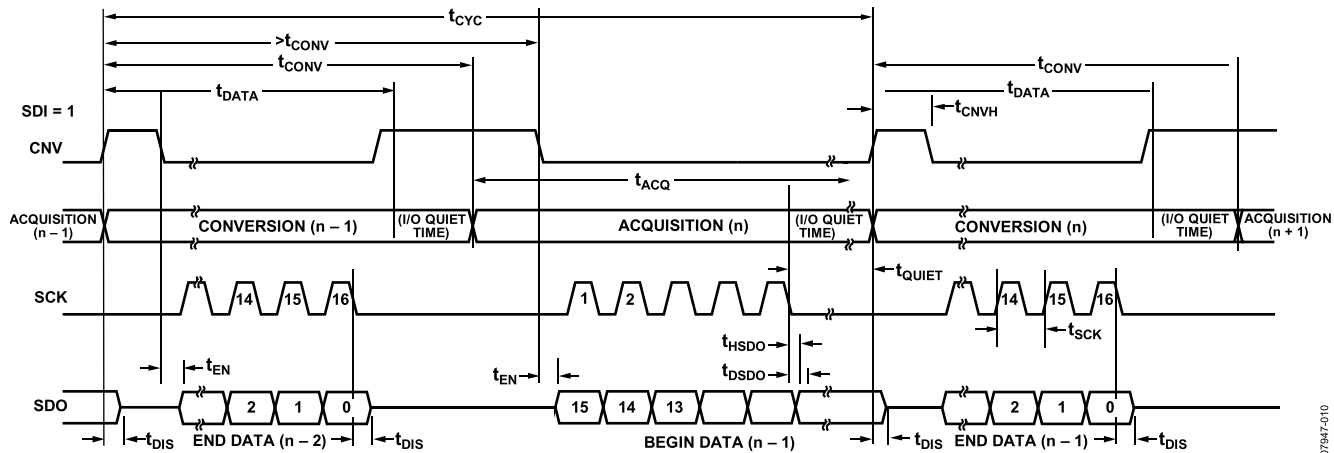 tCYC
>tCONV
tCONV
tCONV
tDATA
tDATA
SDI = 1
tCNVH
CNV
tACQ
ACQUISITION
(n – 1)
CONVERSION (n – 1)
(I/O QUIET
TIME)
ACQUISITION (n)
(I/O QUIET
TIME)
CONVERSION (n)
(I/O QUIET
TIME)
ACQUISITION
(n + 1)
tQUIET
SCK
14 15 16
1 2
14 15 16
tSCK
tHSDO
tEN
tEN
tDSDO
SDO
2 1 0
15 14 13
2 1 0
tDIS
END DATA (n – 2)
tDIS
BEGIN DATA (n – 1)
tDIS
END DATA (n – 1)
tDIS
07947-010